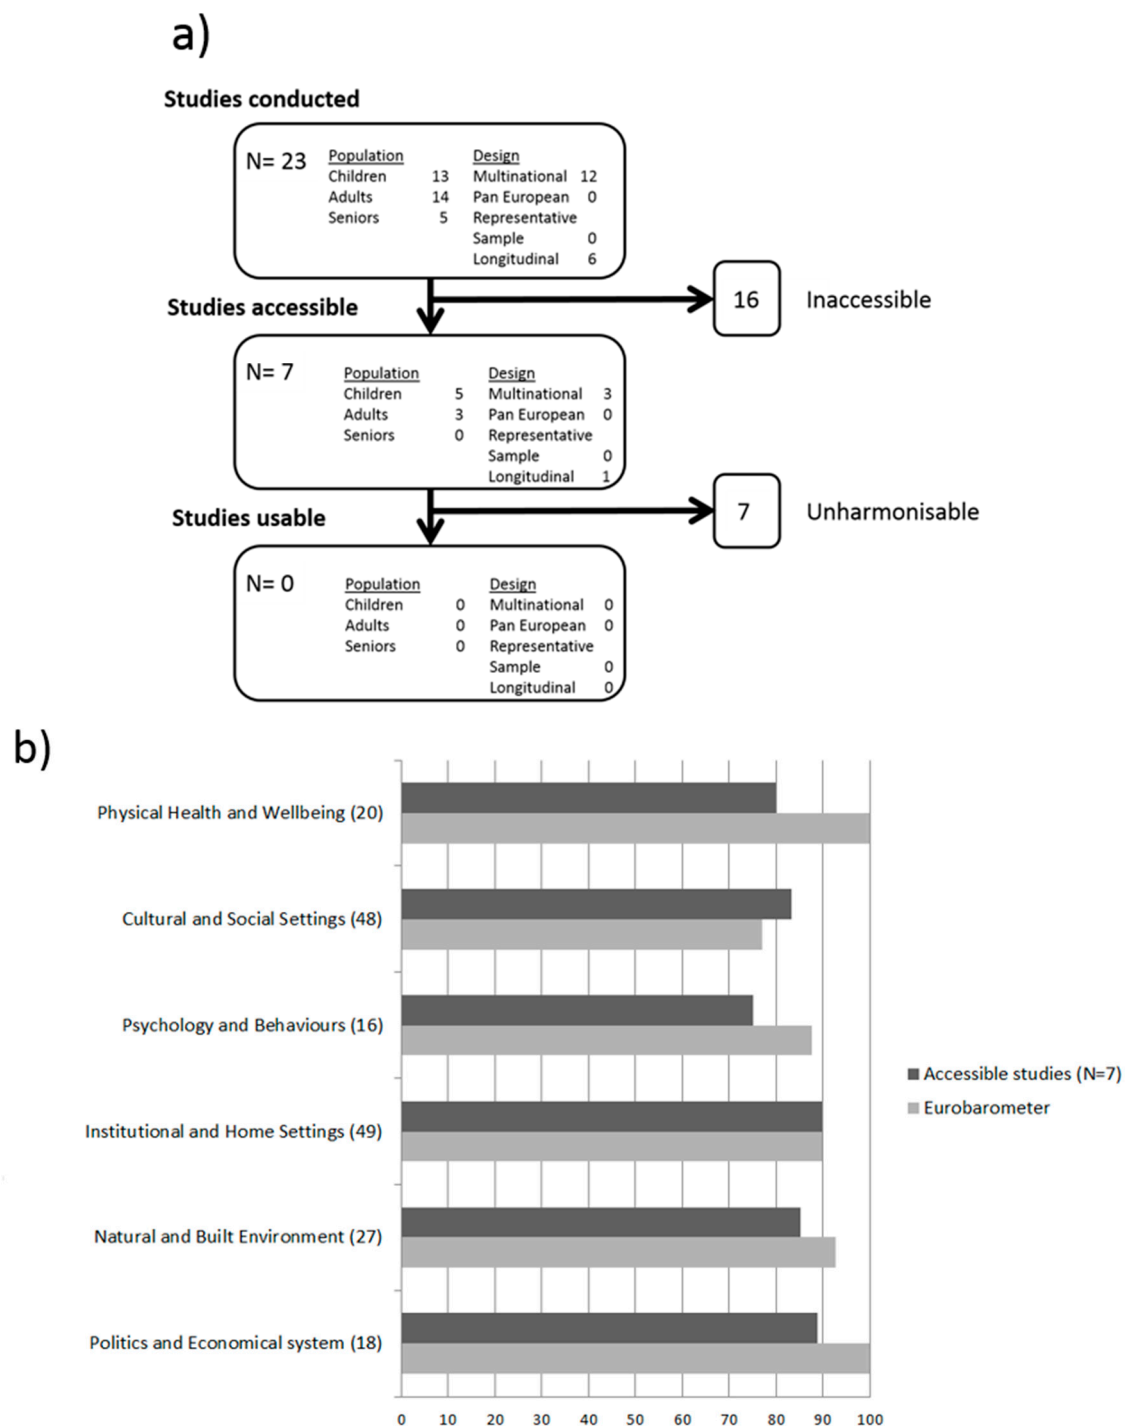 a)
Studies conducted
N= 23
Population
Children 13
Adults 14
Seniors 5
Design
Multinational 12
Pan European 0
Representative
Sample 0
Longitudinal 6
16
Inaccessible
Studies accessible
N= 7
Population
Children 5
Adults 3
Seniors 0
Design
Multinational 3
Pan European 0
Representative
Sample 0
Longitudinal 1
7
Unharmonisable
Studies usable
N= 0
Population
Children 0
Adults 0
Seniors 0
Design
Multinational 0
Pan European 0
Representative
Sample 0
Longitudinal 0
b)
Physical Health and Wellbeing (20)
Cultural and Social Settings (48)
Psychology and Behaviours (16)
Institutional and Home Settings (49)
Natural and Built Environment (27)
Politics and Economical system (18)
Accessible studies (N=7)
Eurobarometer
0 10 20 30 40 50 60 70 80 90 100